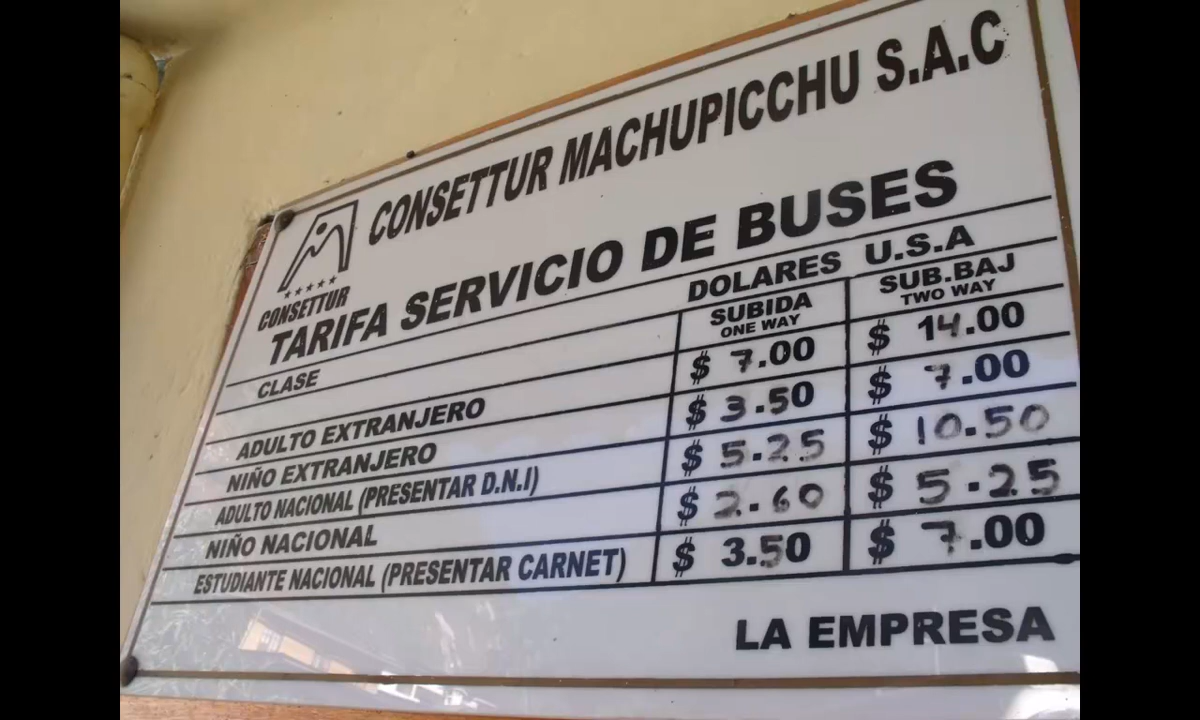 CONSETTUR MACHUPICCHU S.A.C
CONSETTUR
TARIFA SERVICIO DE BUSES
DOLARES U.S.A
CLASE
SUBIDA SUB.BAJ
ONE WAY TWO WAY
ADULTO EXTRANJERO $ 7.00 $ 14.00
NIÑO EXTRANJERO $ 3.50 $ 7.00
ADULTO NACIONAL (PRESENTAR D.N.I) $ 5.25 $ 10.50
NIÑO NACIONAL $ 2.60 $ 5.25
ESTUDIANTE NACIONAL (PRESENTAR CARNET) $ 3.50 $ 7.00
LA EMPRESA